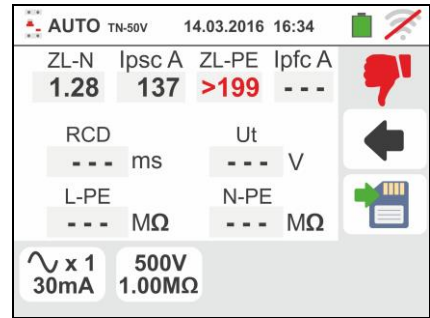 AUTO TN-50V 14.03.2016 16:34
ZL-N Ipsc A ZL-PE Ipfc A
1.28 137 >199 - - -
RCD Ut
- - - ms - - - V
L-PE N-PE
- - - MΩ - - - MΩ
x 1 500V
30mA 1.00MΩ